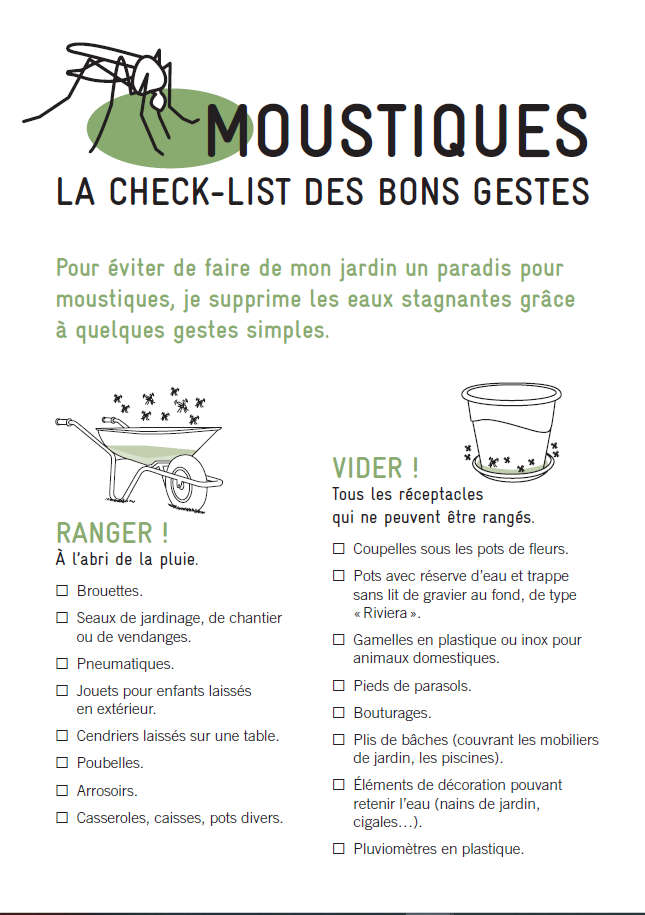 MOUSTIQUES
LA CHECK-LIST DES BONS GESTES
Pour éviter de faire de mon jardin un paradis pour
moustiques, je supprime les eaux stagnantes grâce
à quelques gestes simples.
RANGER !
À l'abri de la pluie.
Brouettes.
Seaux de jardinage, de chantier
ou de vendanges.
Pneumatiques.
Jouets pour enfants laissés
en extérieur.
Cendriers laissés sur une table.
Poubelles.
Arrosoirs.
Casseroles, caisses, pots divers.
VIDER !
Tous les réceptacles
qui ne peuvent être rangés.
Coupelles sous les pots de fleurs.
Pots avec réserve d'eau et trappe
sans lit de gravier au fond, de type
« Riviera ».
Gamelles en plastique ou inox pour
animaux domestiques.
Pieds de parasols.
Bouturages.
Plis de bâches (couvrant les mobiliers
de jardin, les piscines).
Éléments de décoration pouvant
retenir l'eau (nains de jardin,
cigales…).
Pluviomètres en plastique.